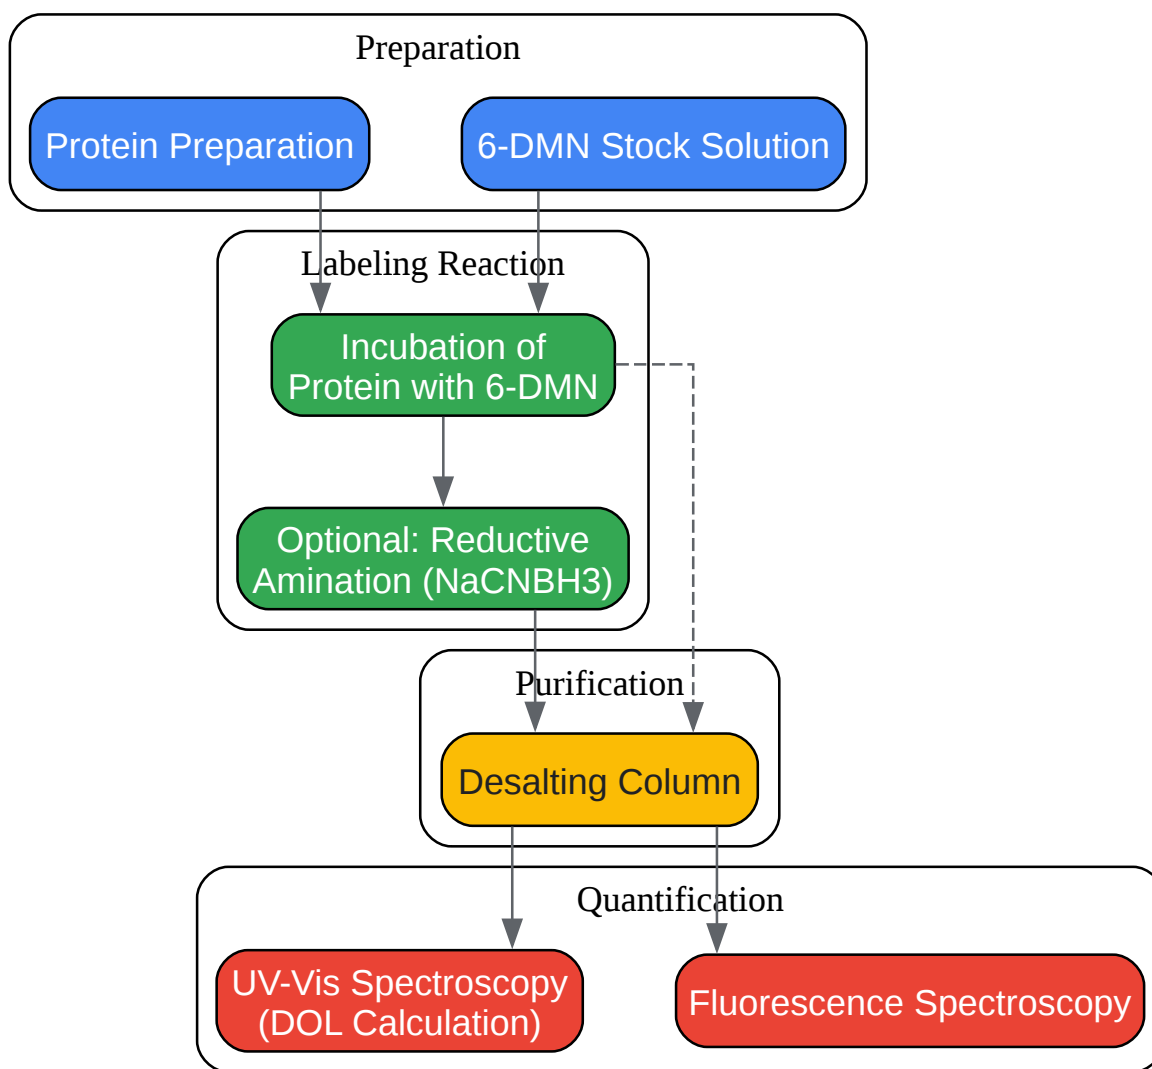 Preparation
Protein Preparation
6-DMN Stock Solution
Labeling Reaction
Incubation of
Protein with 6-DMN
Optional: Reductive
Amination (NaCNBH3)
Purification
Desalting Column
Quantification
UV-Vis Spectroscopy
(DOL Calculation)
Fluorescence Spectroscopy